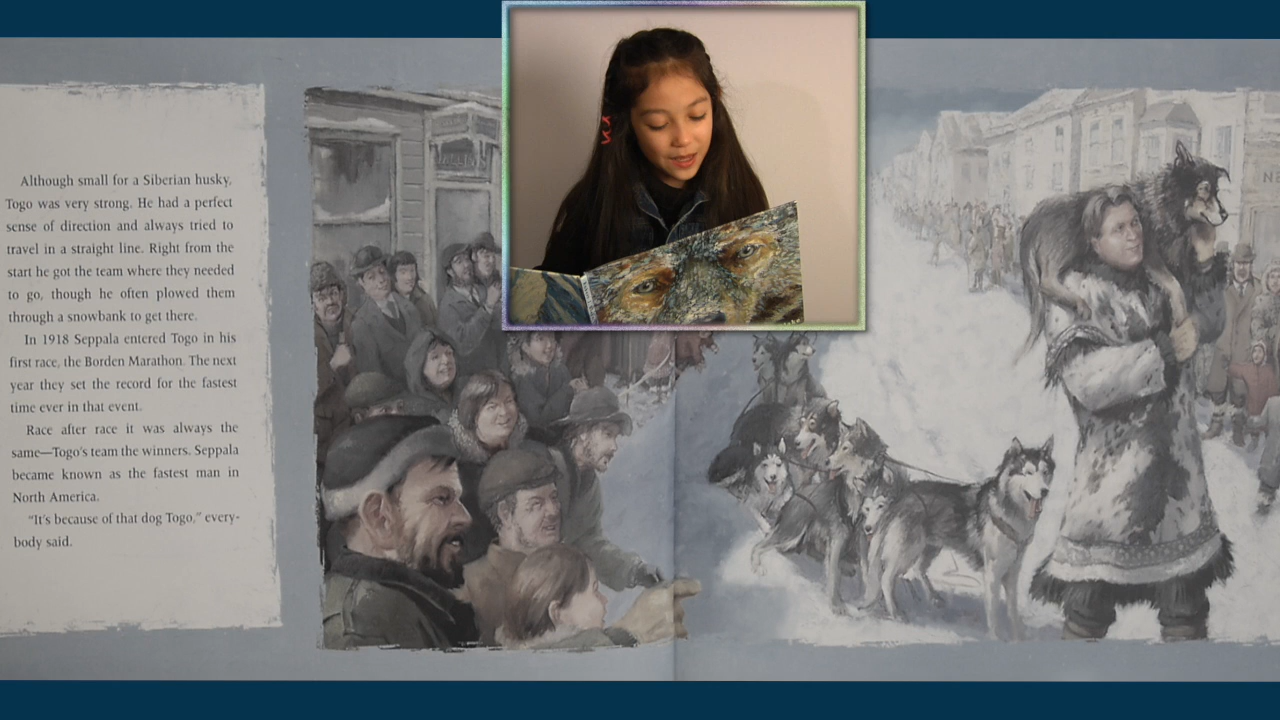 Although small for a Siberian husky,
Togo was very strong. He had a perfect
sense of direction and always tried to
travel in a straight line. Right from the
start he got the team where they needed
to go, though he often plowed them
through a snowbank to get there.
In 1918 Seppala entered Togo in his
first race, the Borden Marathon. The next
year they set the record for the fastest
time ever in that event.
Race after race it was always the
same—Togo's team the winners. Seppala
became known as the fastest man in
North America.
"It's because of that dog Togo," every-
body said.